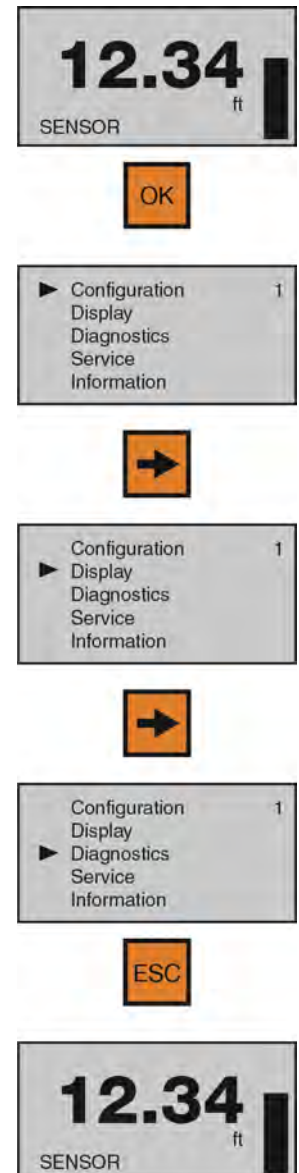 12.34
ft
SENSOR
OK
Configuration 1
Display
Diagnostics
Service
Information
Configuration 1
Display
Diagnostics
Service
Information
Configuration 1
Display
Diagnostics
Service
Information
ESC
12.34
ft
SENSOR